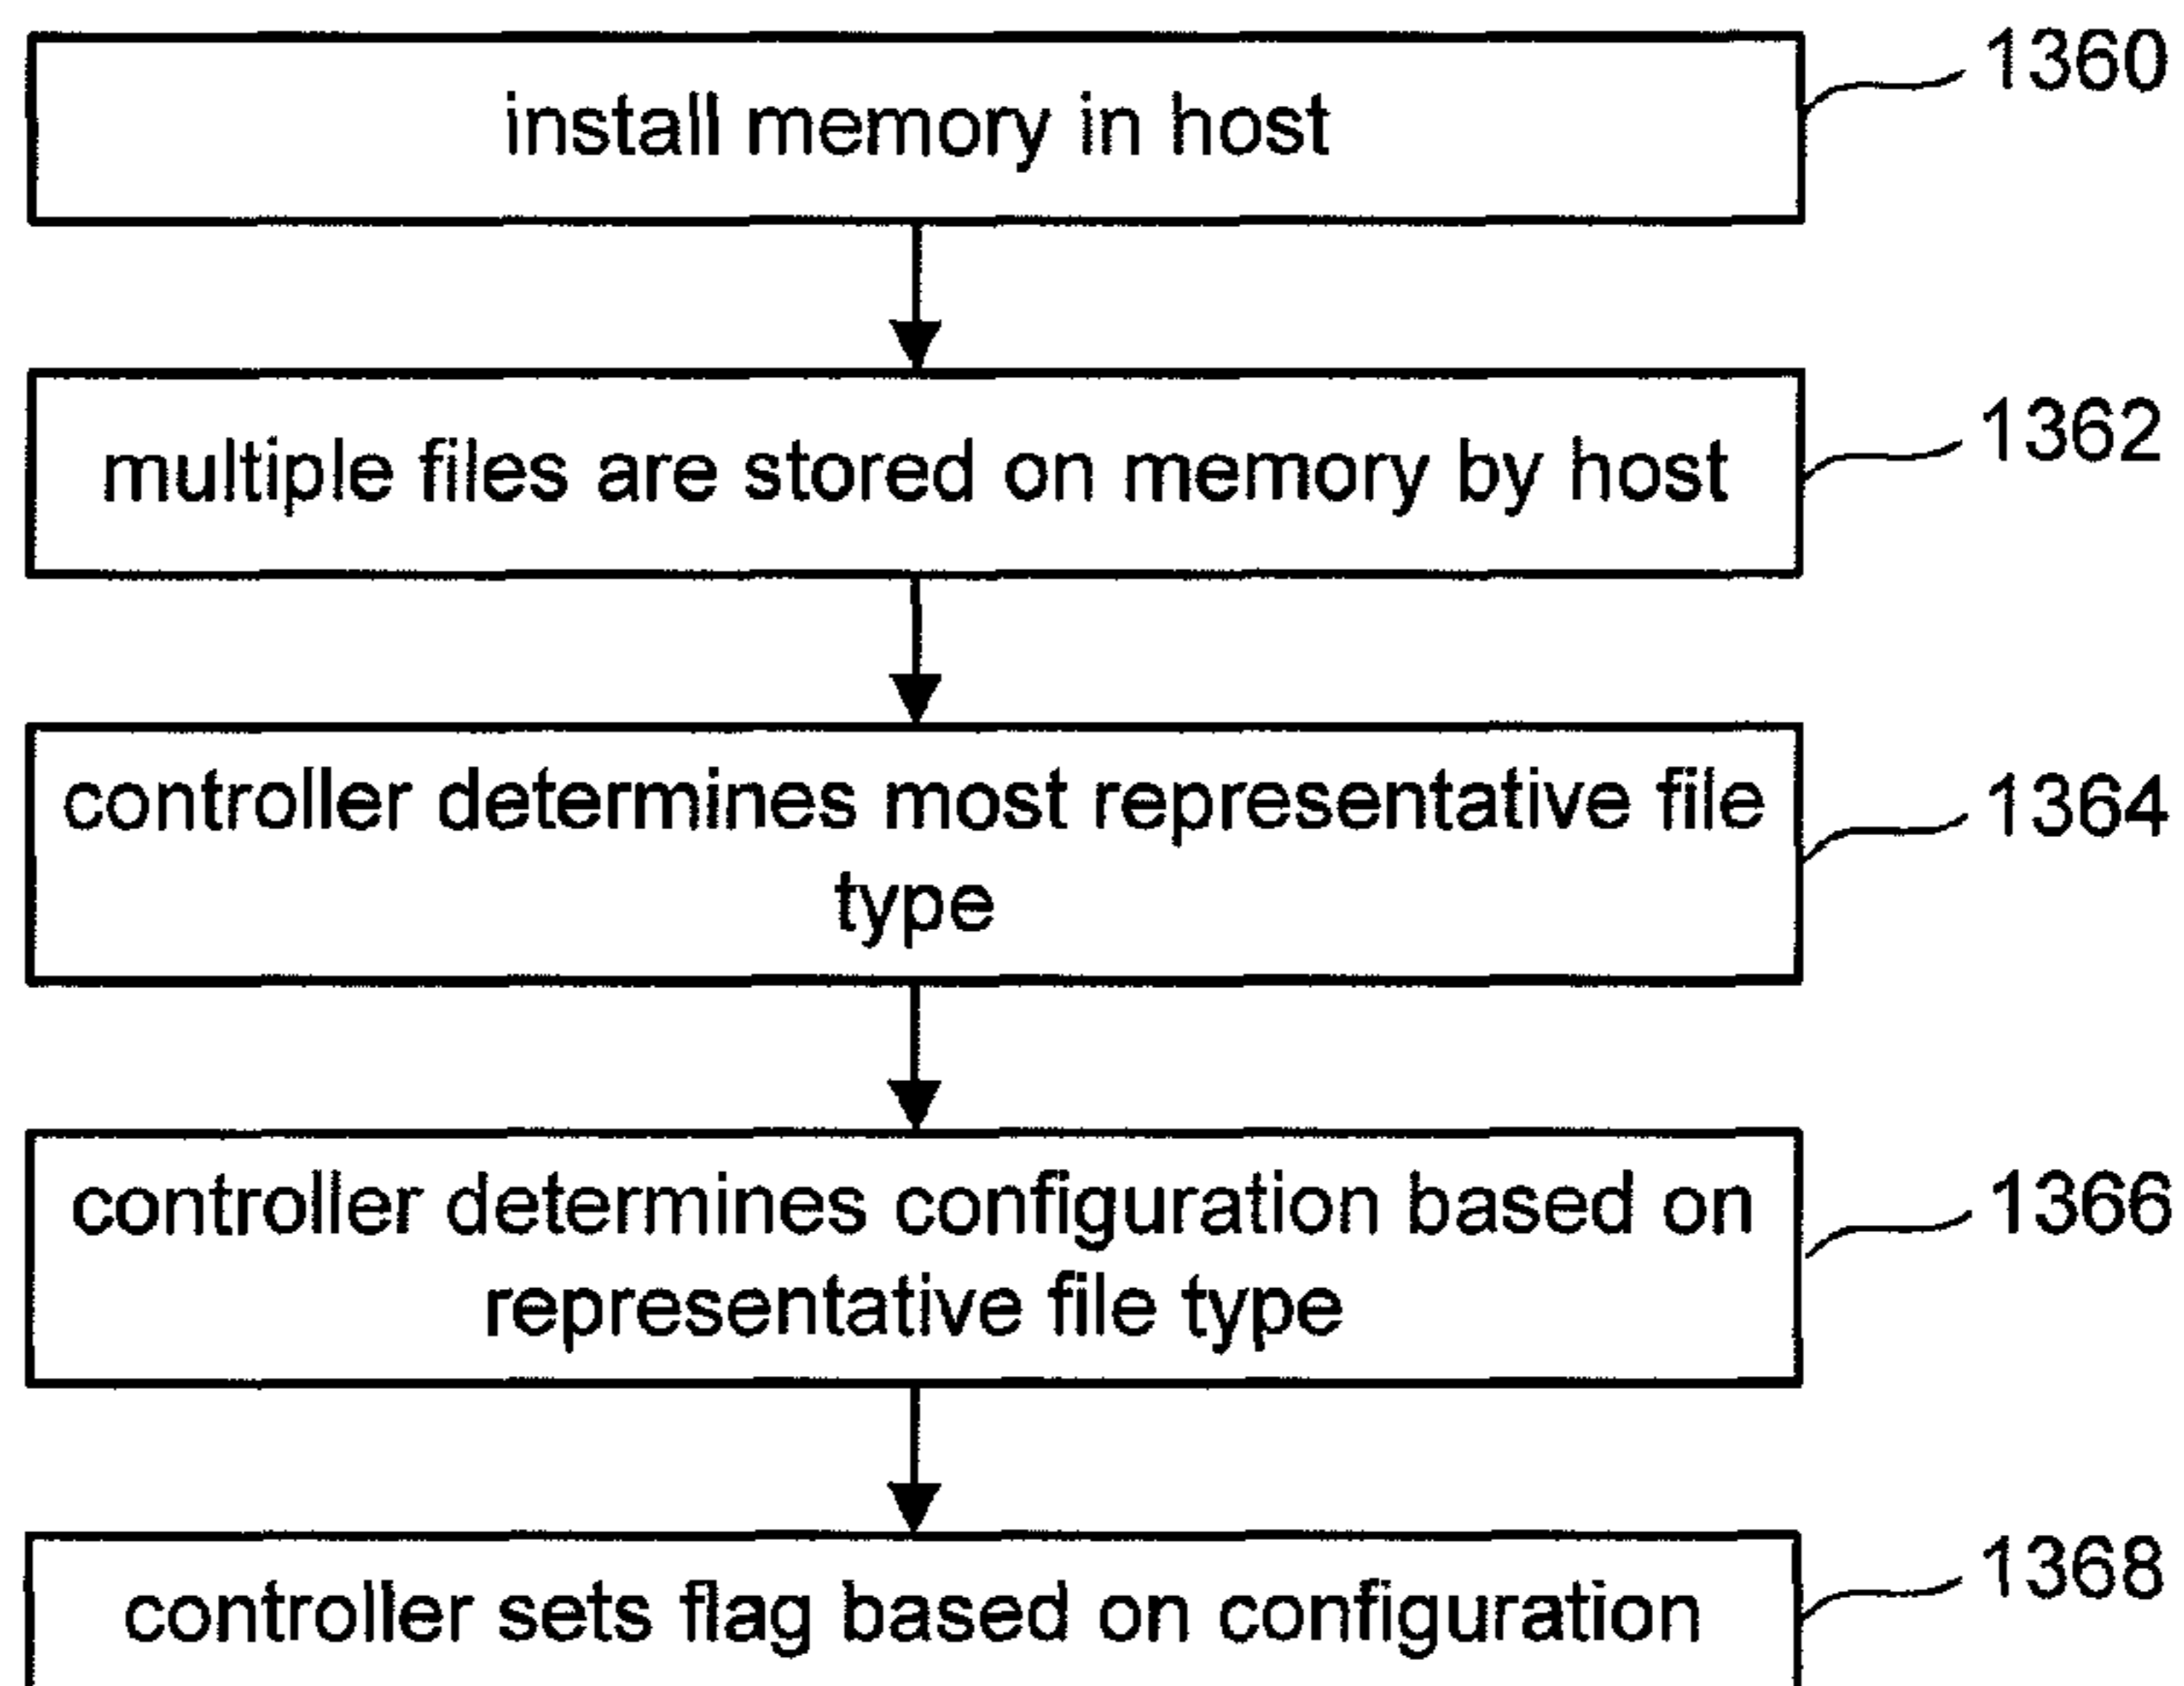 install memory in host
1360
multiple files are stored on memory by host
1362
controller determines most representative file
type
1364
controller determines configuration based on
representative file type
1366
controller sets flag based on configuration
1368